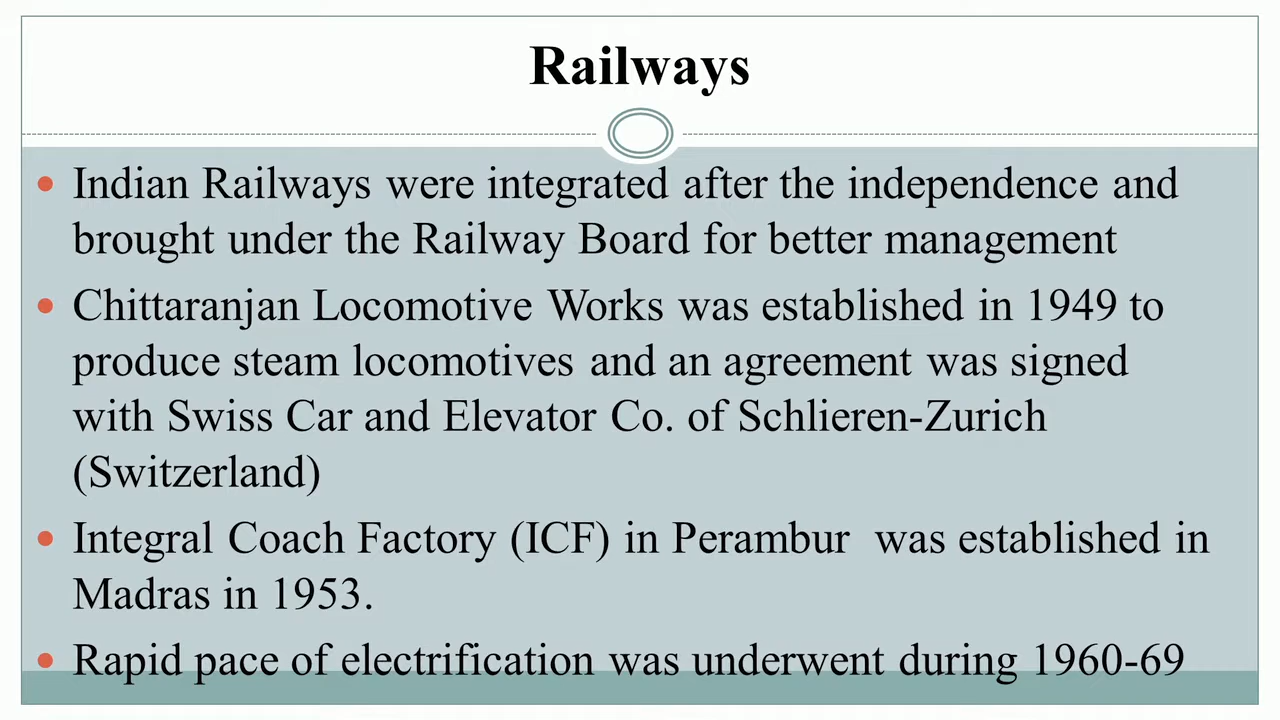 Railways
Indian Railways were integrated after the independence and
brought under the Railway Board for better management
Chittaranjan Locomotive Works was established in 1949 to
produce steam locomotives and an agreement was signed
with Swiss Car and Elevator Co. of Schlieren-Zurich
(Switzerland)
Integral Coach Factory (ICF) in Perambur was established in
Madras in 1953.
Rapid pace of electrification was underwent during 1960-69